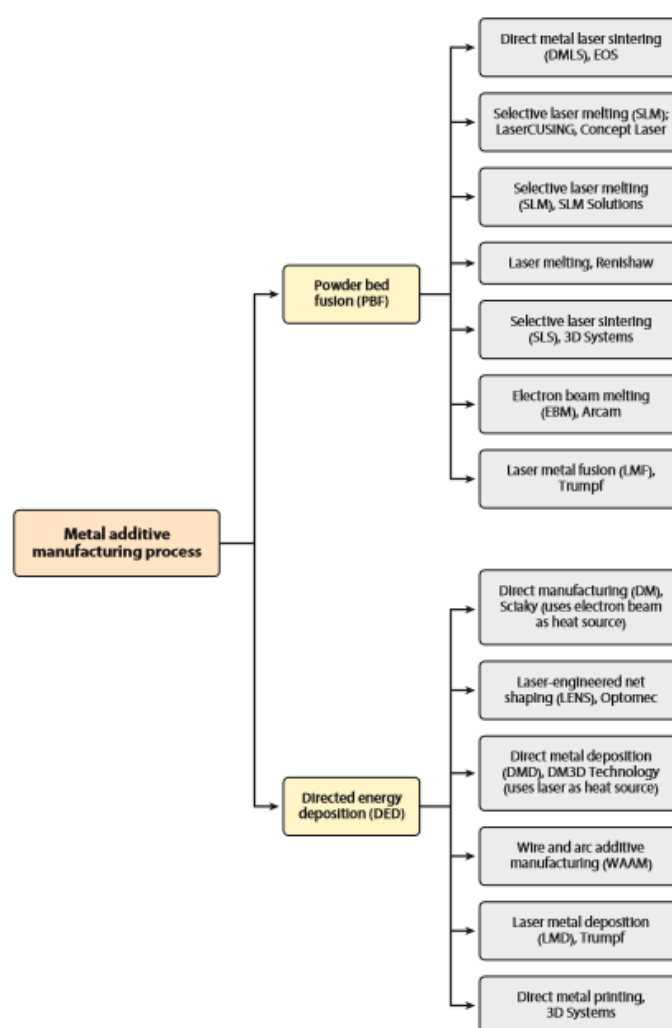 Direct metal laser sintering
(DMLS), EOS
Selective laser melting (SLM);
LaserCUSING, Concept Laser
Selective laser melting
(SLM), SLM Solutions
Laser melting, Renishaw
Powder bed
fusion (PBF)
Selective laser sintering
(SLS), 3D Systems
Electron beam melting
(EBM), Arcam
Laser metal fusion (LMF),
Trumpf
Metal additive
manufacturing process
Direct manufacturing (DM),
Sciaky (uses electron beam
as heat source)
Laser-engineered net
shaping (LENS), Optomec
Direct metal deposition
(DMD), DM3D Technology
(uses laser as heat source)
Directed energy
deposition (DED)
Wire and arc additive
manufacturing (WAAM)
Laser metal deposition
(LMD), Trumpf
Direct metal printing,
3D Systems